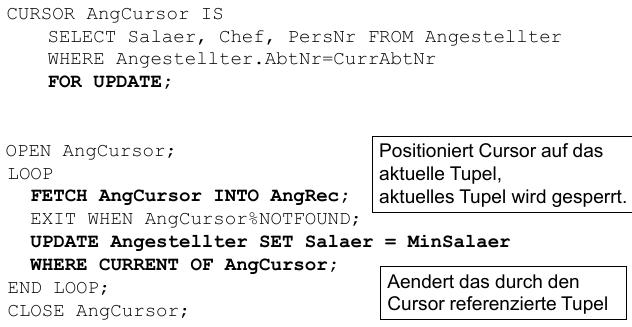 CURSOR AngCursor IS
SELECT Salaer, Chef, PersNr FROM Angestellter
WHERE Angestellter.AbtNr=CurrAbtNr
FOR UPDATE;
OPEN AngCursor;
LOOP
FETCH AngCursor INTO AngRec;
EXIT WHEN AngCursor%NOTFOUND;
UPDATE Angestellter SET Salaer = MinSalaer
WHERE CURRENT OF AngCursor;
END LOOP;
CLOSE AngCursor;
Positioniert Cursor auf das
aktuelle Tupel,
aktuelles Tupel wird gesperrt.
Aendert das durch den
Cursor referenzierte Tupel